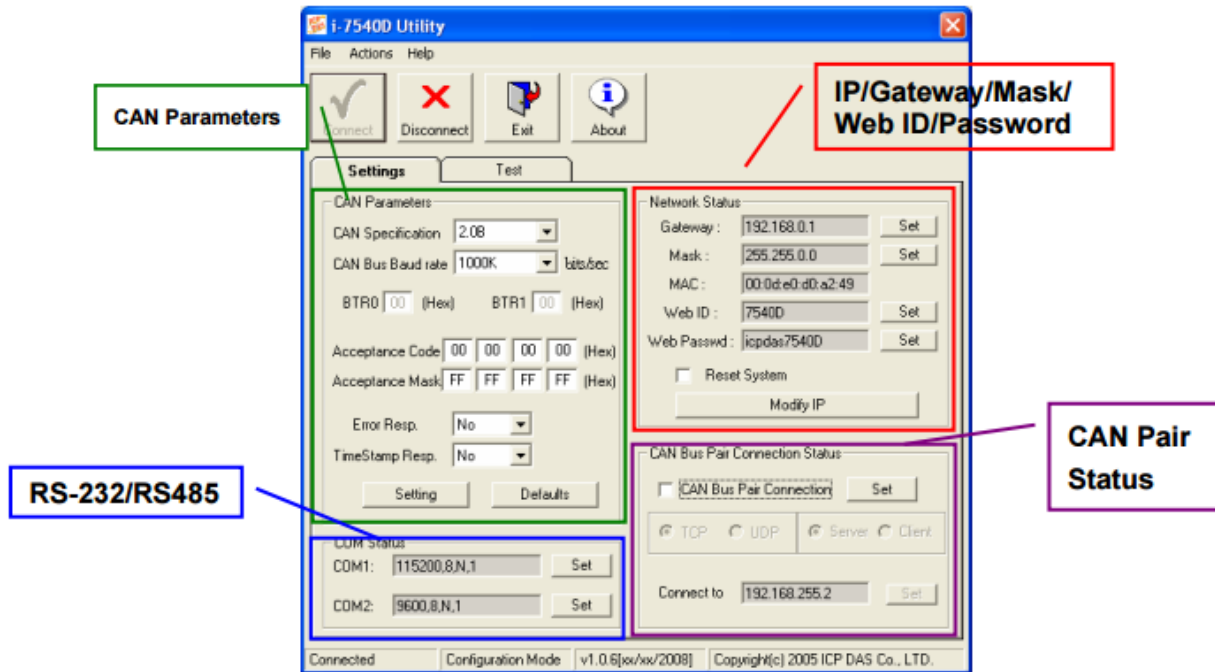 i-7540D Utility
File Actions Help
Connect Disconnect Exit About
CAN Parameters
IP/Gateway/Mask/
Web ID/Password
Settings Test
CAN Parameters
CAN Specification 2.0B
CAN Bus Baud rate 1000K bits/sec
BTR0 00 (Hex) BTR1 00 (Hex)
Acceptance Code 00 00 00 00 (Hex)
Acceptance Mask FF FF FF FF (Hex)
Error Resp. No
TimeStamp Resp. No
Setting Defaults
Network Status
Gateway : 192.168.0.1 Set
Mask : 255.255.0.0 Set
MAC : 00:0d:e0:d0:a2:49
Web ID : 7540D Set
Web Passwd : icpdas7540D Set
Reset System
Modify IP
CAN Pair
Status
CAN Bus Pair Connection Status
CAN Bus Pair Connection Set
TCP UDP Server Client
Connect to 192.168.255.2 Set
RS-232/RS485
COM Status
COM1: 115200,8,N,1 Set
COM2: 9600,8,N,1 Set
Connected Configuration Mode v1.0.6[xx/xx/2008] Copyright(c) 2005 ICP DAS Co., LTD.